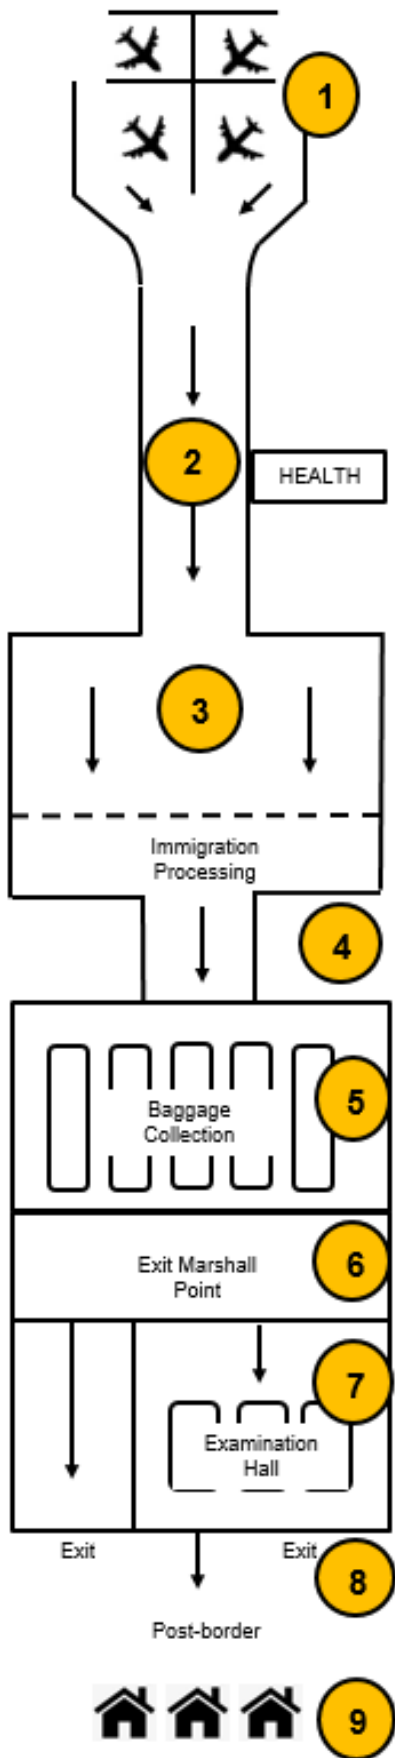 1
2
HEALTH
3
Immigration
Processing
4
5
Baggage
Collection
6
Exit Marshall
Point
7
Examination
Hall
Exit
Exit
8
Post-border
9